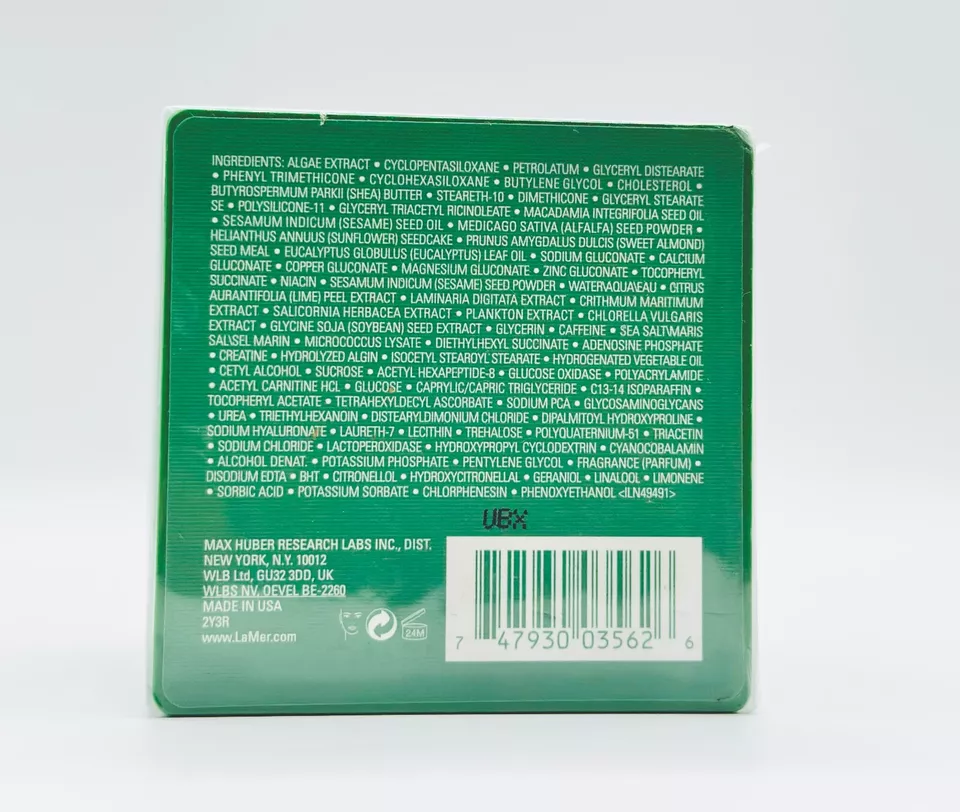 INGREDIENTS: ALGAE EXTRACT • CYCLOPENTASILOXANE • PETROLATUM • GLYCERYL DISTEARATE
• PHENYL TRIMETHICONE • CYCLOHEXASILOXANE • BUTYLENE GLYCOL • CHOLESTEROL •
BUTYROSPERMUM PARKII (SHEA) BUTTER • STEARETH-10 • DIMETHICONE • GLYCERYL STEARATE
SE • POLYSILICONE-11 • GLYCERYL TRIACETYL RICINOLEATE • MACADAMIA INTEGRIFOLIA SEED OIL
• SESAMUM INDICUM (SESAME) SEED OIL • MEDICAGO SATIVA (ALFALFA) SEED POWDER •
HELIANTHUS ANNUUS (SUNFLOWER) SEEDCAKE • PRUNUS AMYGDALUS DULCIS (SWEET ALMOND)
SEED MEAL • EUCALYPTUS GLOBULUS (EUCALYPTUS) LEAF OIL • SODIUM GLUCONATE • CALCIUM
GLUCONATE • COPPER GLUCONATE • MAGNESIUM GLUCONATE • ZINC GLUCONATE • TOCOPHERYL
SUCCINATE • NIACIN • SESAMUM INDICUM (SESAME) SEED POWDER • WATER\AQUA\EAU • CITRUS
AURANTIFOLIA (LIME) PEEL EXTRACT • LAMINARIA DIGITATA EXTRACT • CRITHMUM MARITIMUM
EXTRACT • SALICORNIA HERBACEA EXTRACT • PLANKTON EXTRACT • CHLORELLA VULGARIS
EXTRACT • GLYCINE SOJA (SOYBEAN) SEED EXTRACT • GLYCERIN • CAFFEINE • SEA SALT\MARIS
SAL\SEL MARIN • MICROCOCCUS LYSATE • DIETHYLHEXYL SUCCINATE • ADENOSINE PHOSPHATE
• CREATINE • HYDROLYZED ALGIN • ISOCETYL STEAROYL STEARATE • HYDROGENATED VEGETABLE OIL
• CETYL ALCOHOL • SUCROSE • ACETYL HEXAPEPTIDE-8 • GLUCOSE OXIDASE • POLYACRYLAMIDE
• ACETYL CARNITINE HCL • GLUCOSE • CAPRYLIC/CAPRIC TRIGLYCERIDE • C13-14 ISOPARAFFIN •
TOCOPHERYL ACETATE • TETRAHEXYLDECYL ASCORBATE • SODIUM PCA • GLYCOSAMINOGLYCANS
• UREA • TRIETHYLHEXANOIN • DISTEARYLDIMONIUM CHLORIDE • DIPALMITOYL HYDROXYPROLINE •
SODIUM HYALURONATE • LAURETH-7 • LECITHIN • TREHALOSE • POLYQUATERNIUM-51 • TRIACETIN
• SODIUM CHLORIDE • LACTOPEROXIDASE • HYDROXYPROPYL CYCLODEXTRIN • CYANOCOBALAMIN
• ALCOHOL DENAT. • POTASSIUM PHOSPHATE • PENTYLENE GLYCOL • FRAGRANCE (PARFUM) •
DISODIUM EDTA • BHT • CITRONELLOL • HYDROXYCITRONELLAL • GERANIOL • LINALOOL • LIMONENE
• SORBIC ACID • POTASSIUM SORBATE • CHLORPHENESIN • PHENOXYETHANOL <ILN49491>
UBX
MAX HUBER RESEARCH LABS INC., DIST.
NEW YORK, N.Y. 10012
WLB Ltd, GU32 3DD, UK
WLBS NV. OEVEL BE-2260
MADE IN USA
2Y3R
www.LaMer.com
24M
7 47930 03562 6